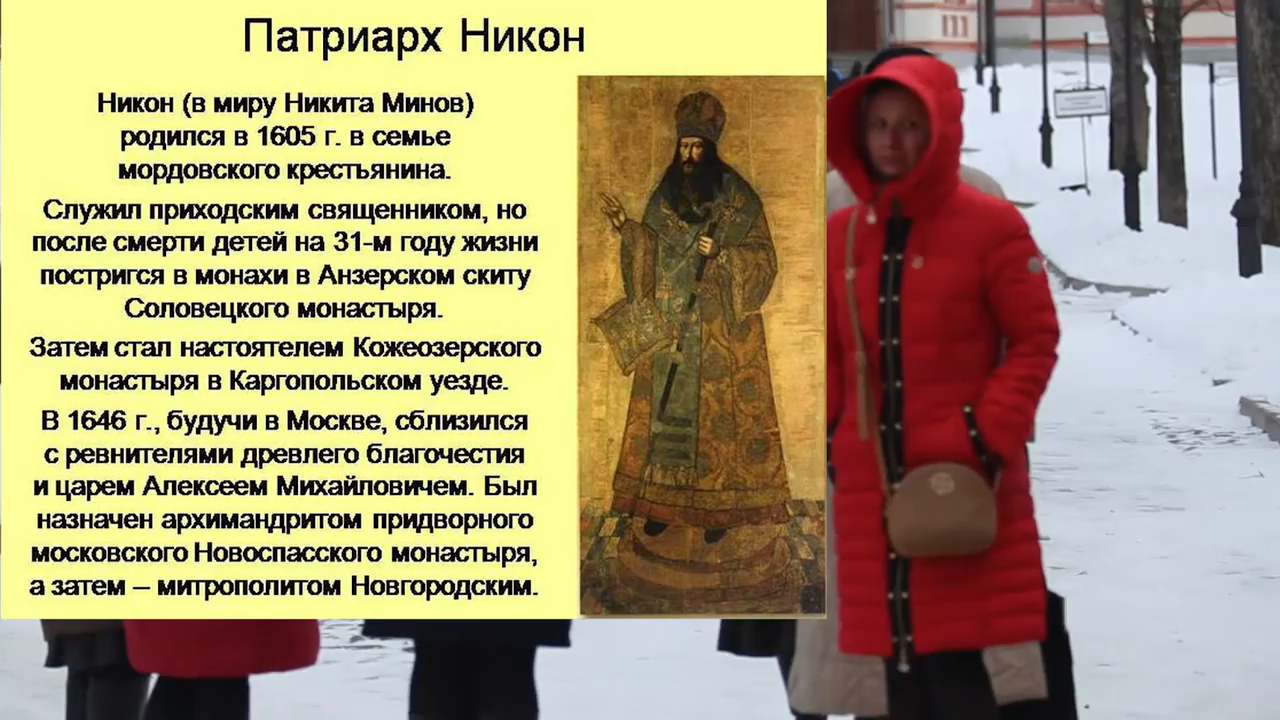 Патриарх Никон
Никон (в миру Никита Минов)
родился в 1605 г. в семье
мордовского крестьянина.
Служил приходским священником, но
после смерти детей на 31-м году жизни
постригся в монахи в Анзерском скиту
Соловецкого монастыря.
Затем стал настоятелем Кожеозерского
монастыря в Каргопольском уезде.
В 1646 г., будучи в Москве, сблизился
с ревнителями древлего благочестия
и царем Алексеем Михайловичем. Был
назначен архимандритом придворного
московского Новоспасского монастыря,
а затем – митрополитом Новгородским.